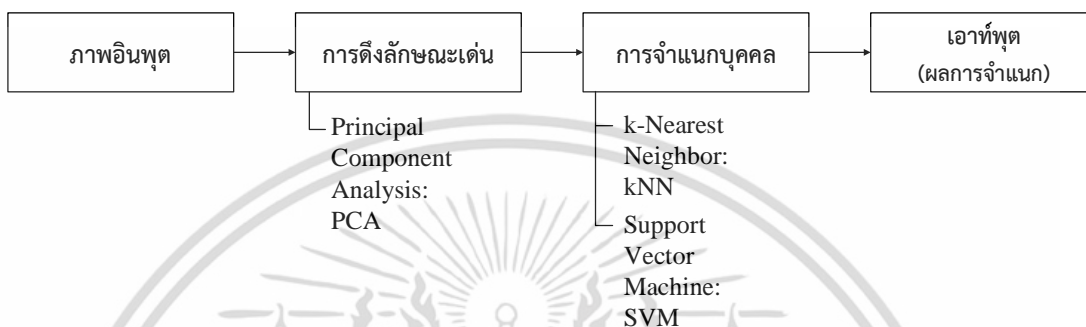 ภาพอินพุต
การดึงลักษณะเด่น
การจำแนกบุคคล
เอาท์พุต
(ผลการจำแนก)
Principal
Component
Analysis:
PCA
k-Nearest
Neighbor:
kNN
Support
Vector
Machine:
SVM